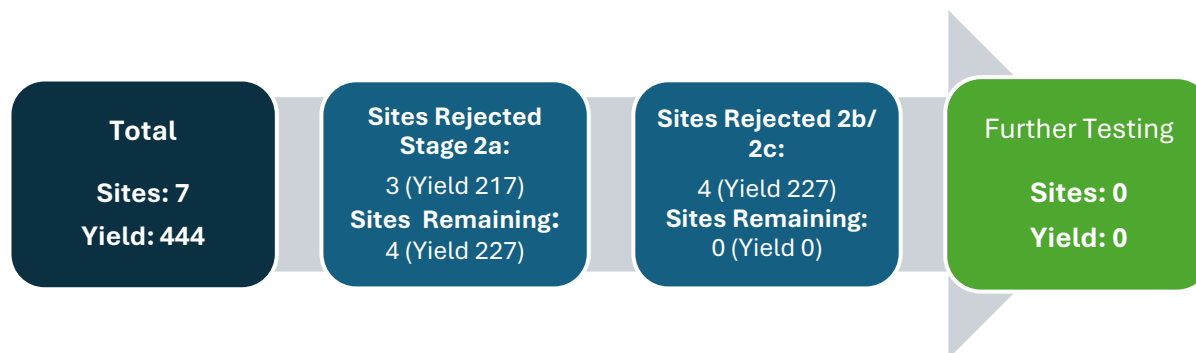 Total
Sites: 7
Yield: 444
Sites Rejected
Stage 2a:
3 (Yield 217)
Sites Remaining:
4 (Yield 227)
Sites Rejected 2b/
2c:
4 (Yield 227)
Sites Remaining:
0 (Yield 0)
Further Testing
Sites: 0
Yield: 0